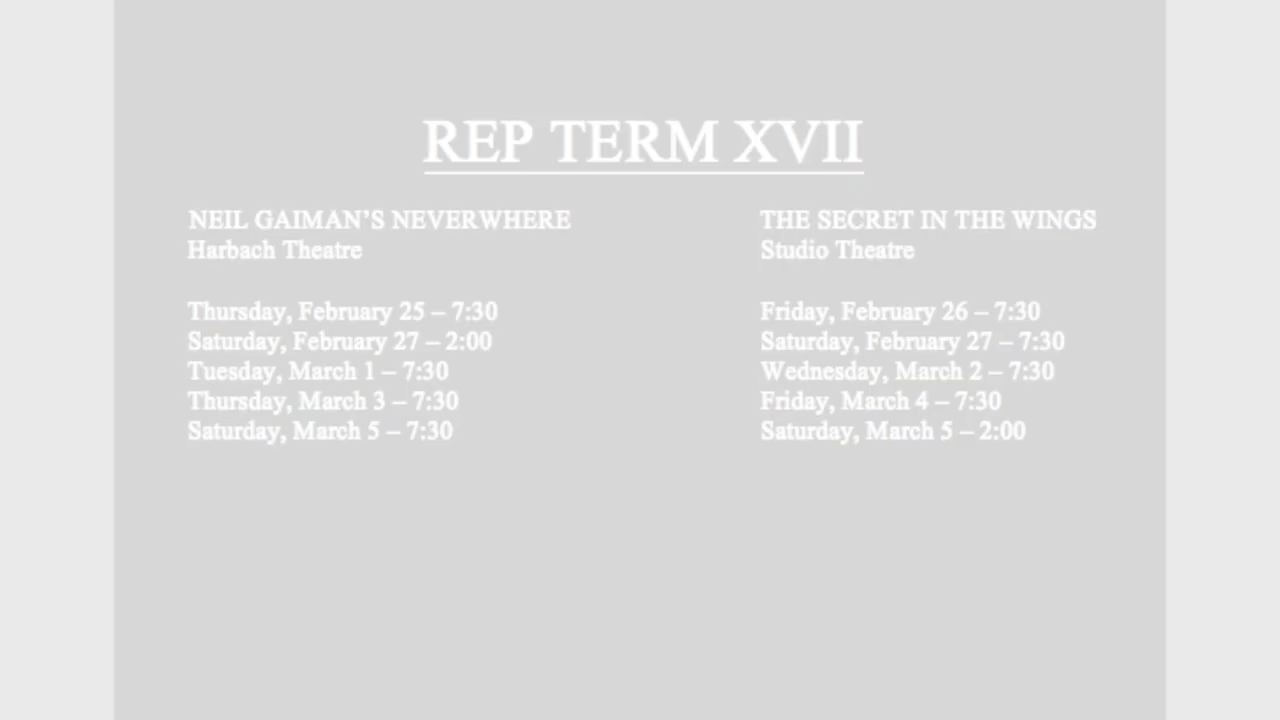 REP TERM XVII
NEIL GAIMAN’S NEVERWHERE
Harbach Theatre
Thursday, February 25 – 7:30
Saturday, February 27 – 2:00
Tuesday, March 1 – 7:30
Thursday, March 3 – 7:30
Saturday, March 5 – 7:30
THE SECRET IN THE WINGS
Studio Theatre
Friday, February 26 – 7:30
Saturday, February 27 – 7:30
Wednesday, March 2 – 7:30
Friday, March 4 – 7:30
Saturday, March 5 – 2:00